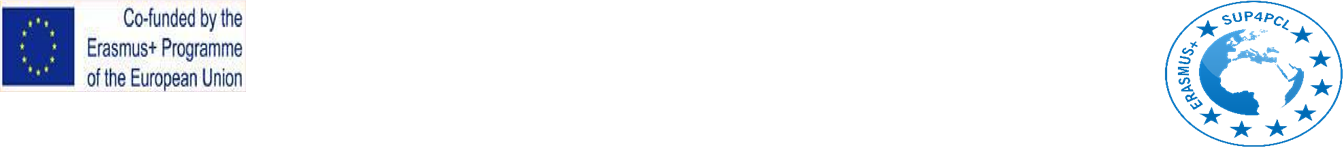 Co-funded by the
Erasmus+ Programme
of the European Union
ERASMUS+ SUP4PCL